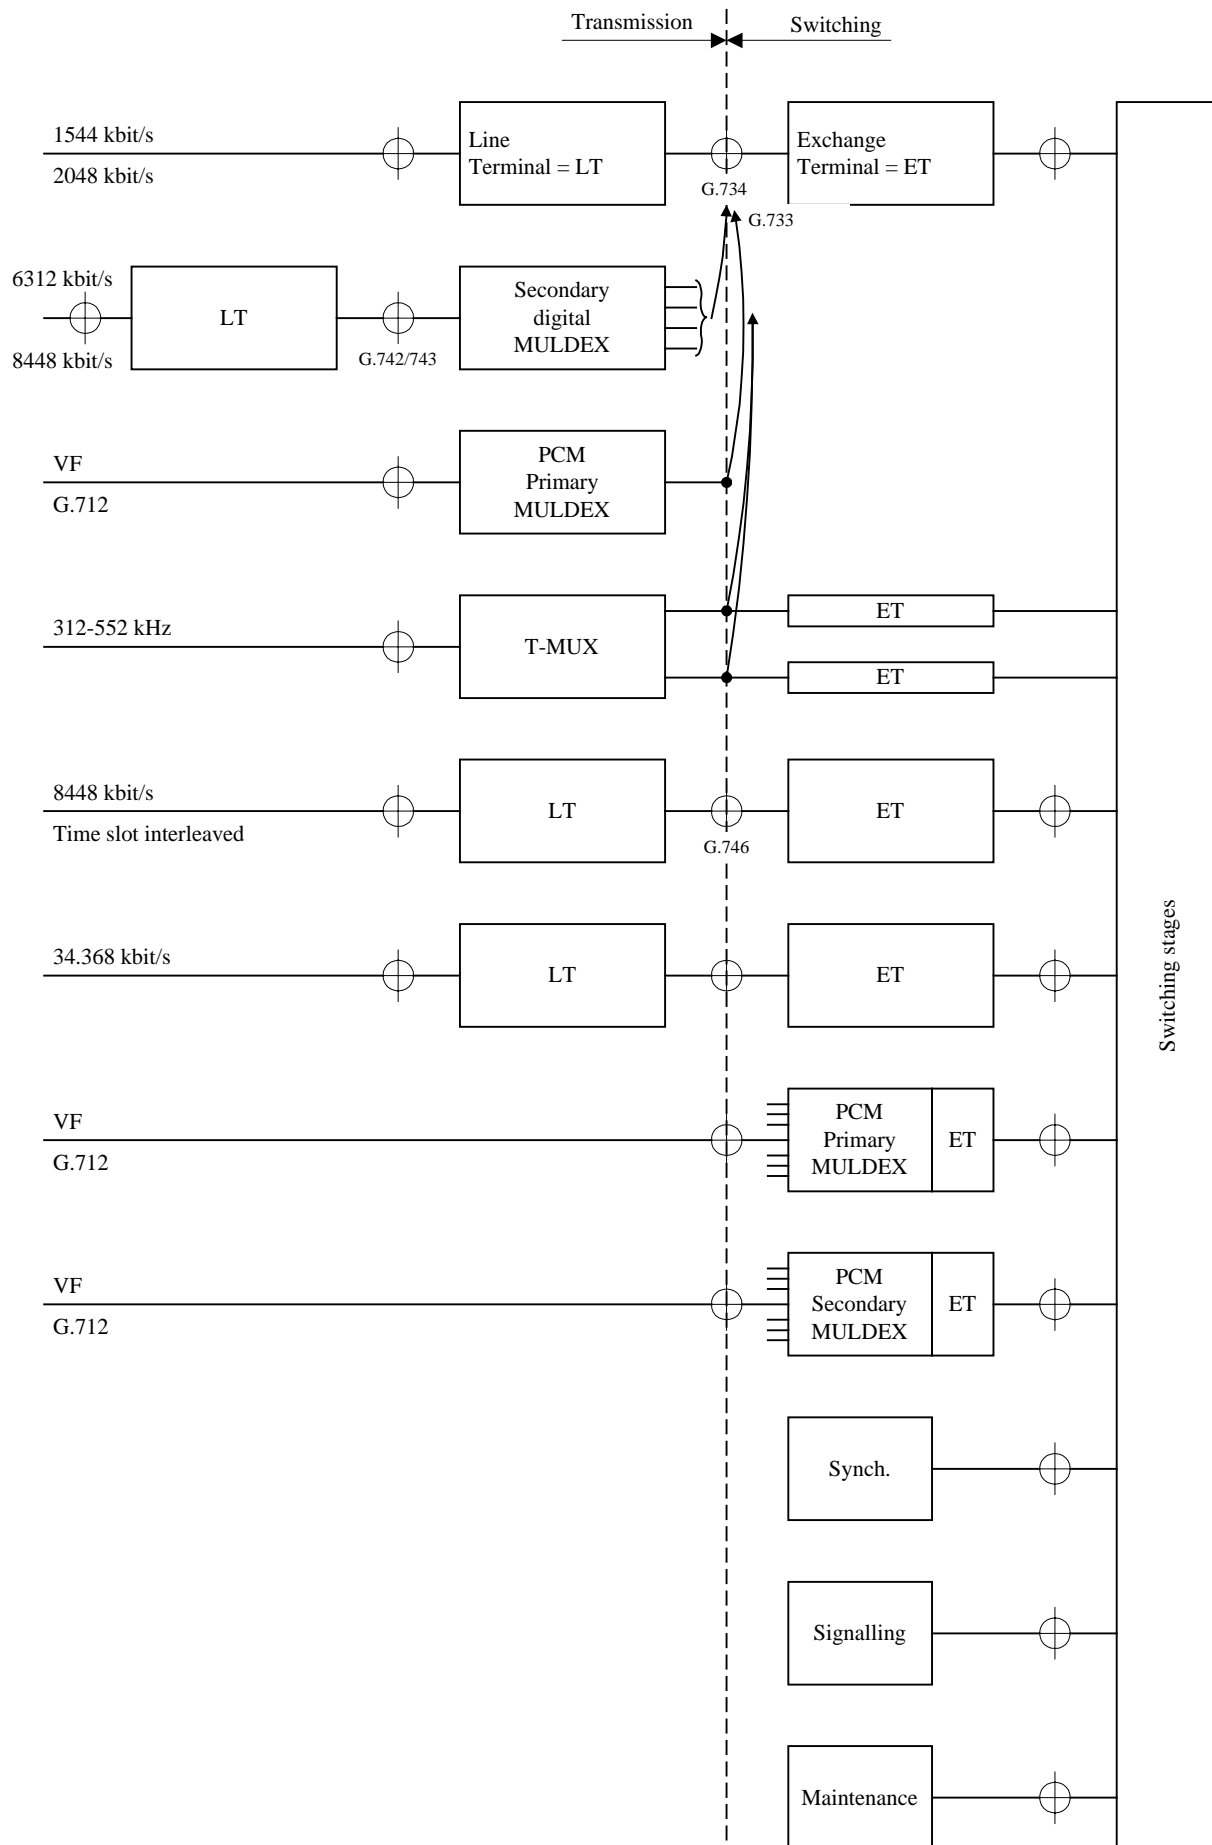 Transmission
Switching
1544 kbit/s
2048 kbit/s
Line
Terminal = LT
G.734
Exchange
Terminal = ET
G.733
6312 kbit/s
8448 kbit/s
LT
G.742/743
Secondary
digital
MULDEX
VF
G.712
PCM
Primary
MULDEX
312-552 kHz
T-MUX
ET
ET
8448 kbit/s
Time slot interleaved
LT
G.746
ET
34.368 kbit/s
LT
ET
Switching stages
VF
G.712
PCM
Primary
MULDEX
ET
VF
G.712
PCM
Secondary
MULDEX
ET
Synch.
Signalling
Maintenance